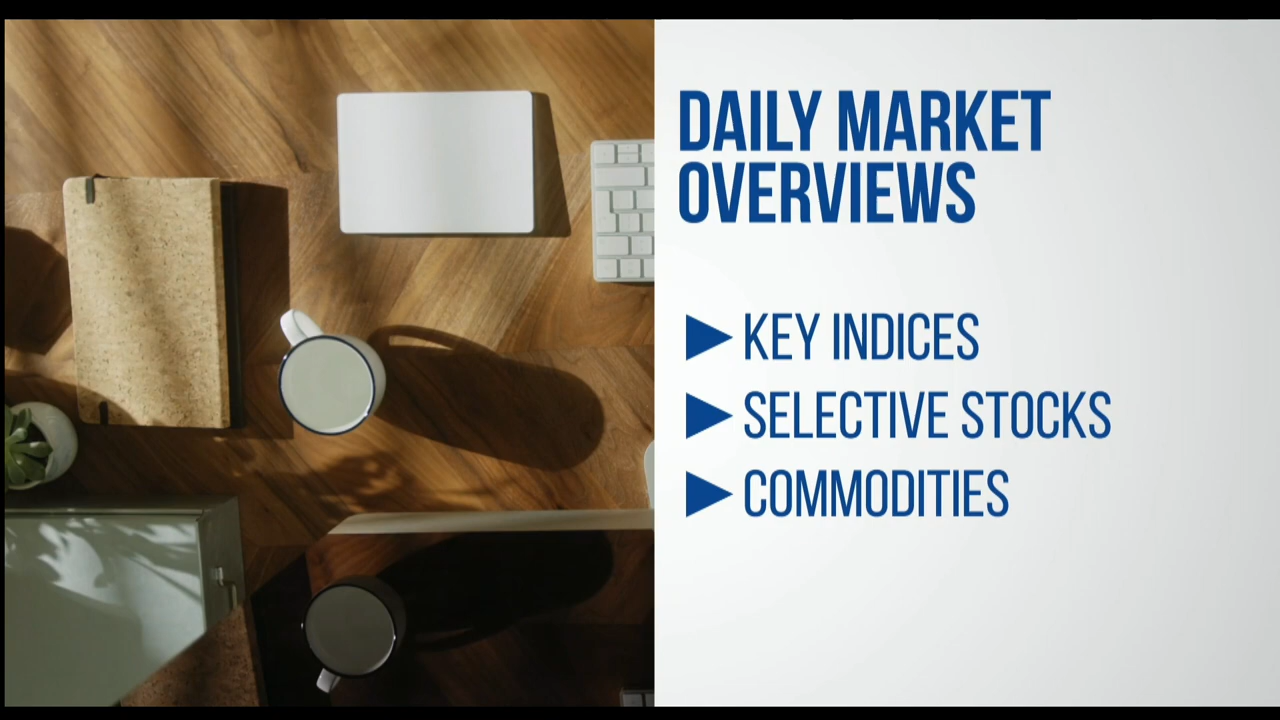 DAILY MARKET
OVERVIEWS
► KEY INDICES
► SELECTIVE STOCKS
► COMMODITIES